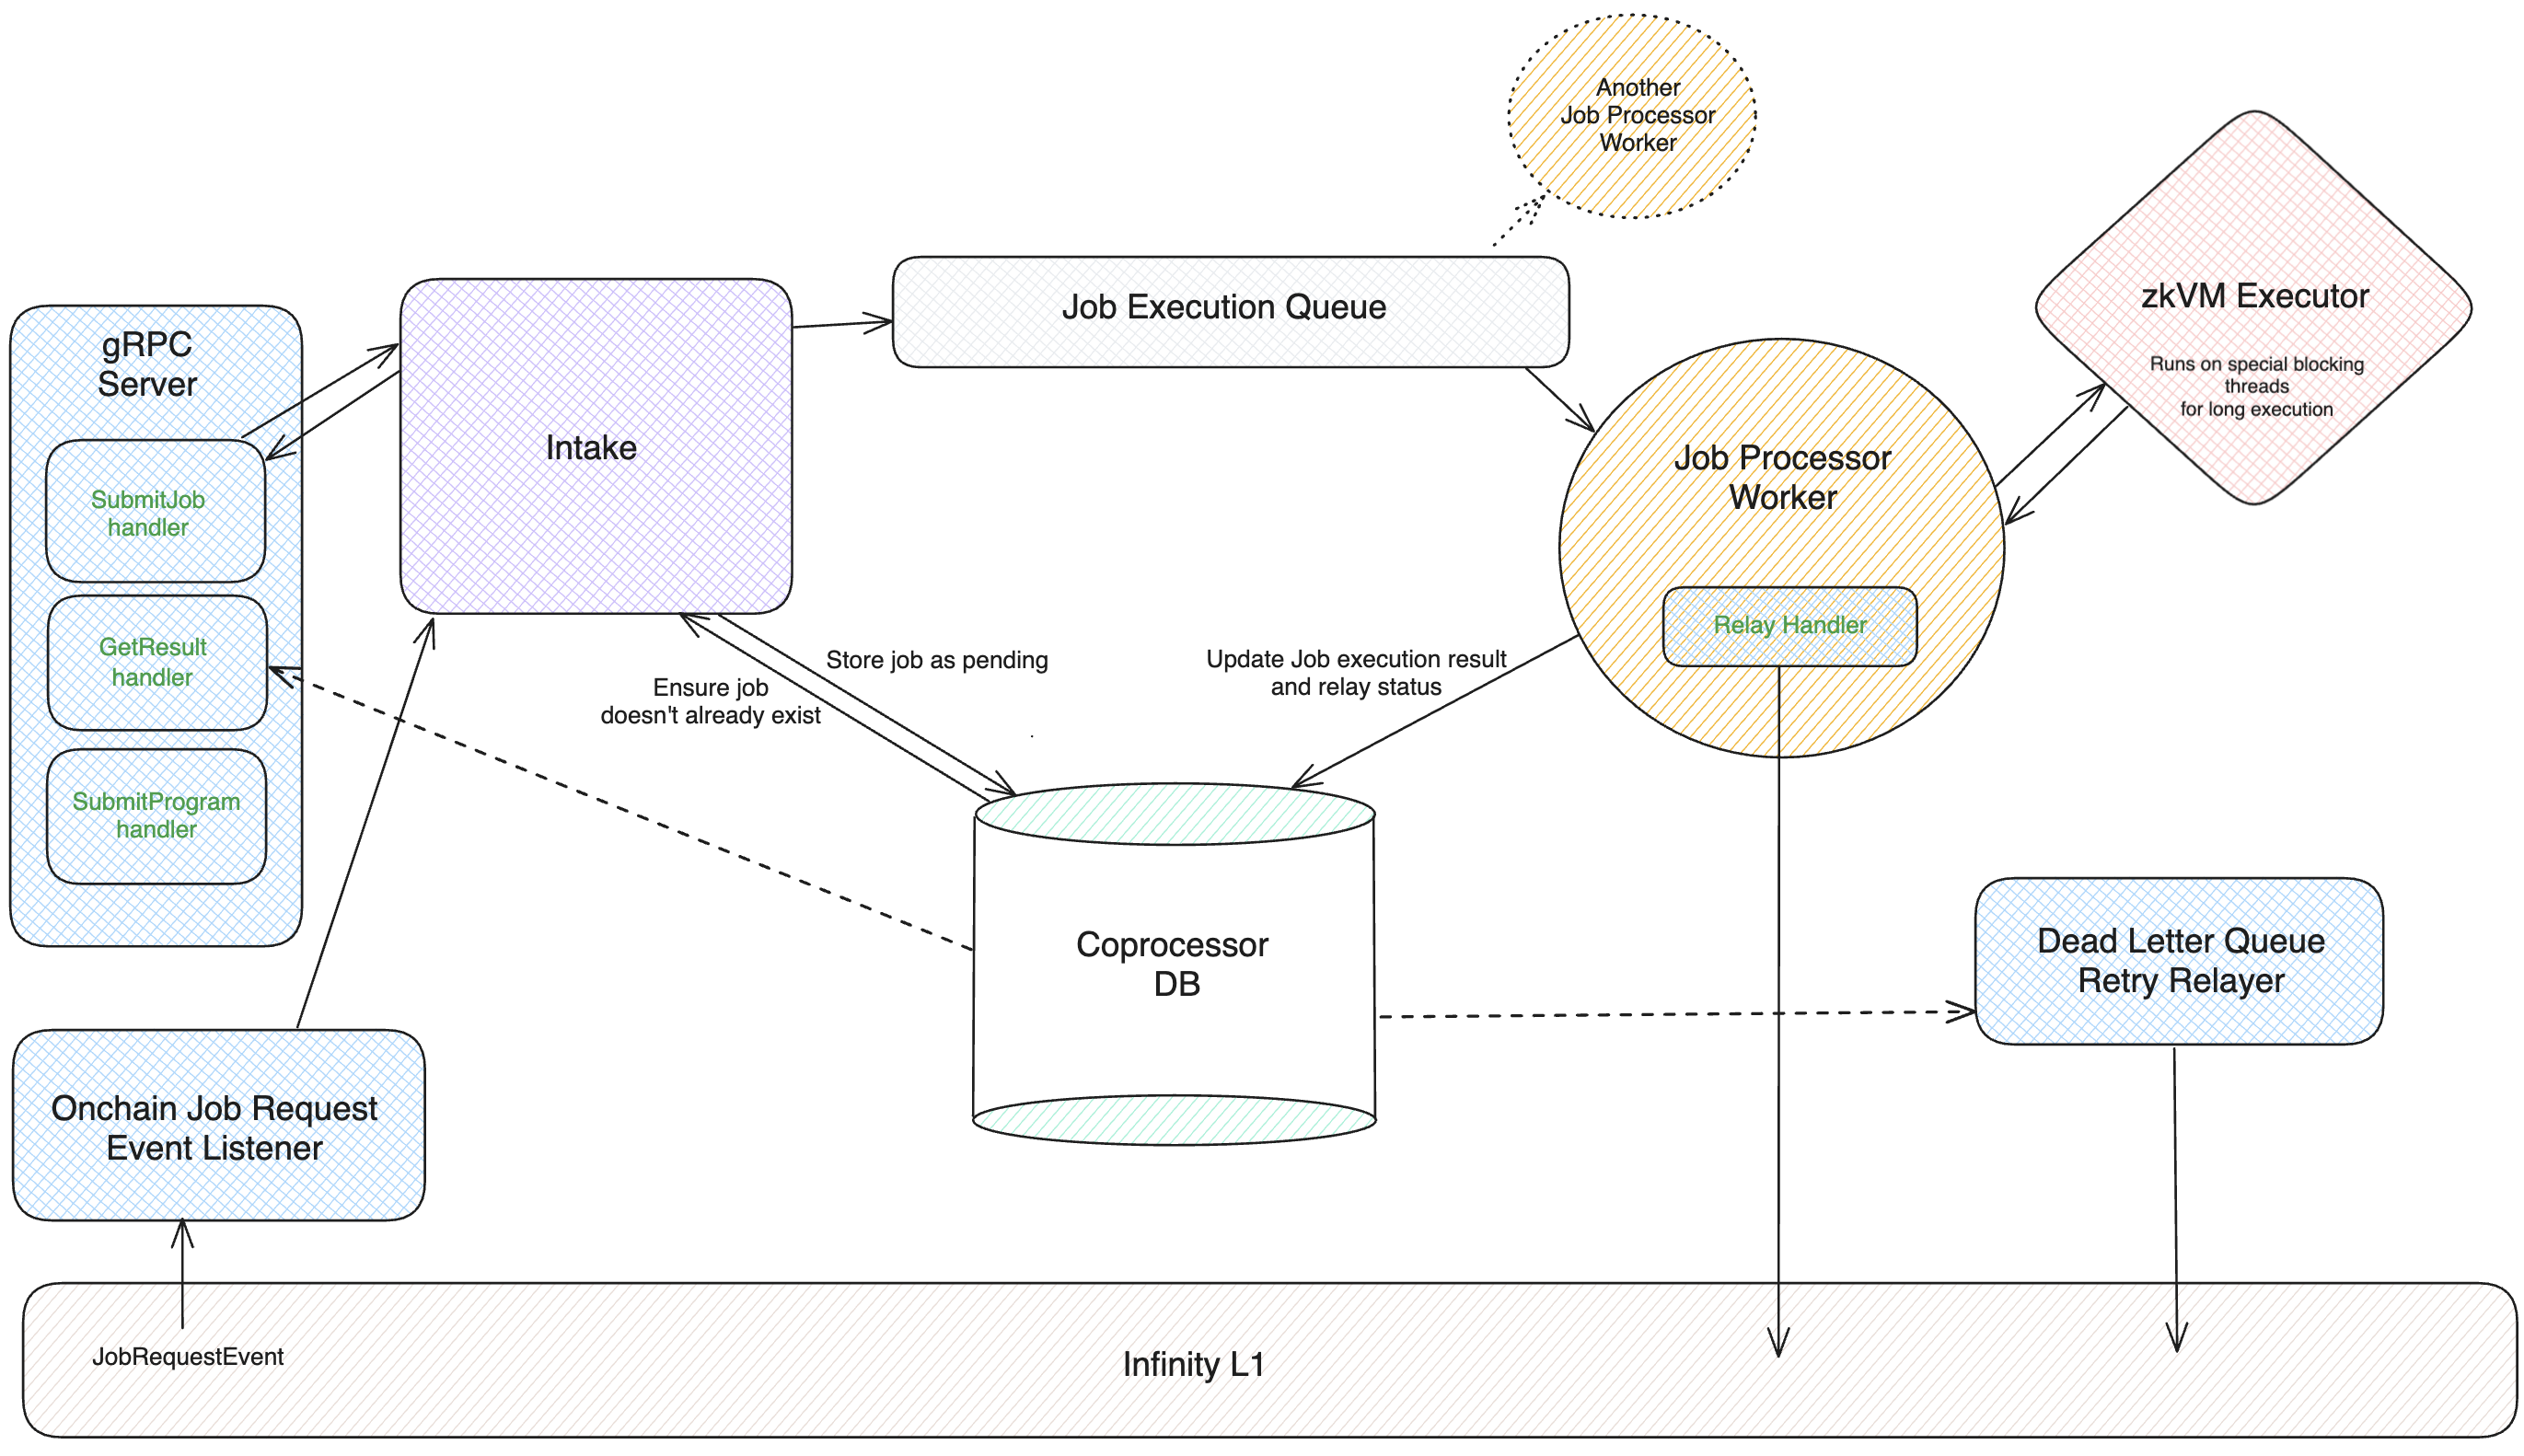 Another
Job Processor
Worker
zkVM Executor
Runs on special blocking
threads
for long execution
Job Execution Queue
gRPC
Server
Intake
SubmitJob
handler
GetResult
handler
SubmitProgram
handler
Job Processor
Worker
Relay Handler
Store job as pending
Ensure job
doesn't already exist
Update Job execution result
and relay status
Coprocessor
DB
Dead Letter Queue
Retry Relayer
Onchain Job Request
Event Listener
JobRequestEvent
Infinity L1